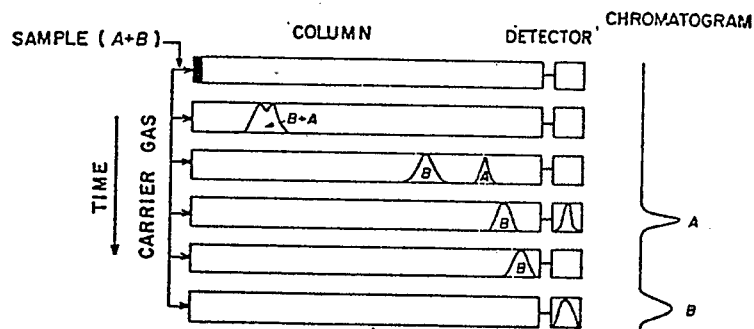 CHROMATOGRAM
COLUMN
DETECTOR
SAMPLE (A+B)
B+A
B
A
B
A
B
B
TIME
CARRIER GAS